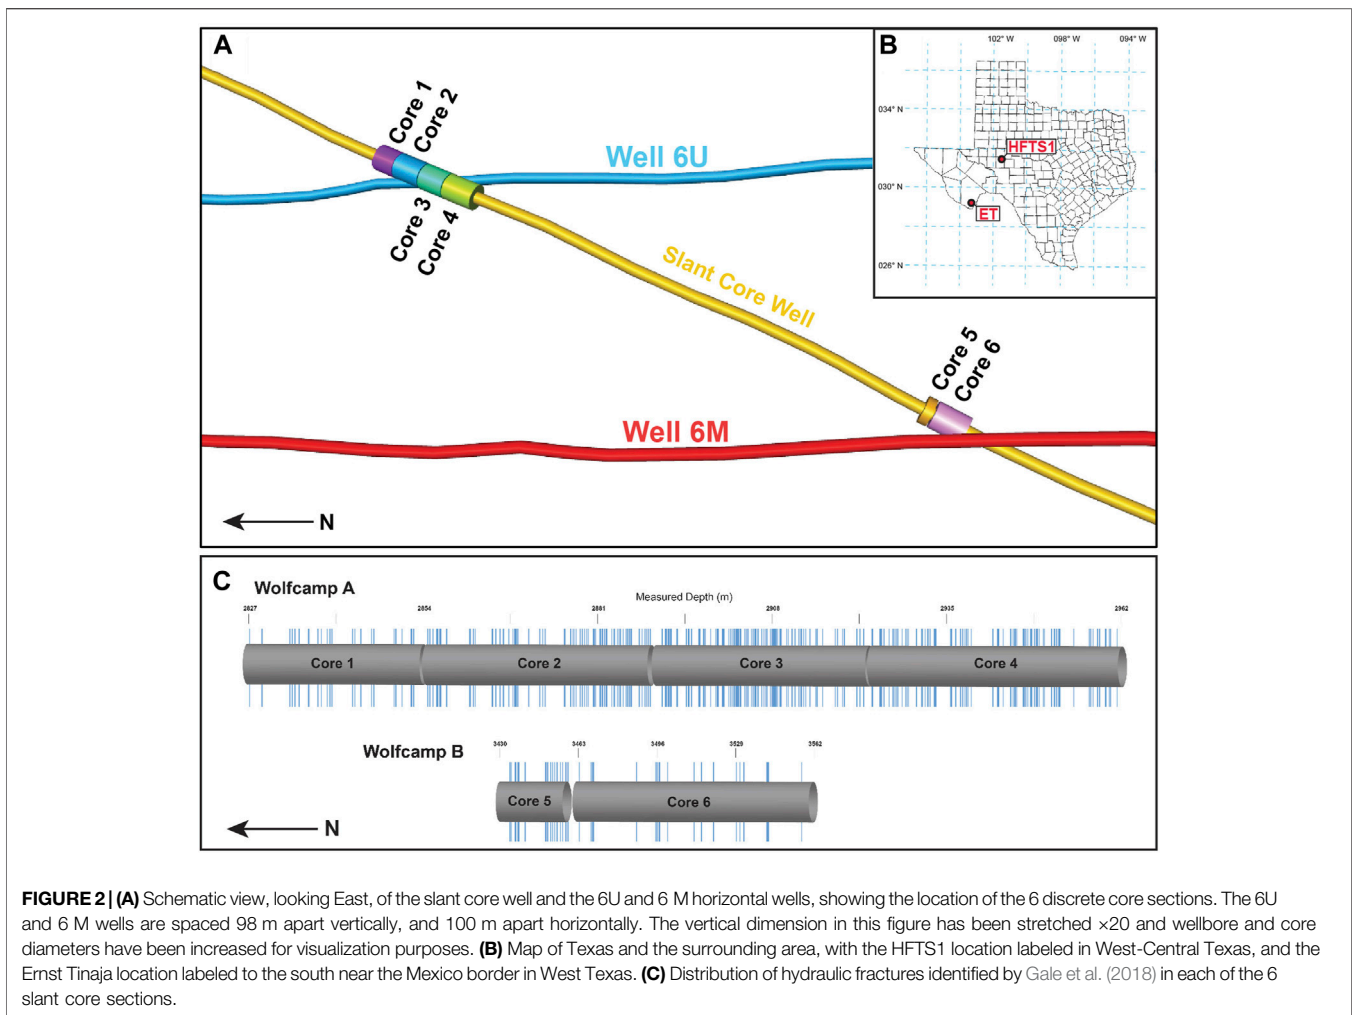 A
Core 1
Core 2
Core 3
Core 4
Well 6U
Slant Core Well
Core 5
Core 6
Well 6M
N
B
102° W
098° W
094° W
034° N
030° N
026° N
HFTS1
ET
C
Wolfcamp A
Measured Depth (m)
2827 2854 2881 2908 2935 2962
Core 1 Core 2 Core 3 Core 4
Wolfcamp B
3430 3463 3496 3529 3562
Core 5 Core 6
N
FIGURE 2 | (A) Schematic view, looking East, of the slant core well and the 6U and 6 M horizontal wells, showing the location of the 6 discrete core sections. The 6U
and 6 M wells are spaced 98 m apart vertically, and 100 m apart horizontally. The vertical dimension in this figure has been stretched ×20 and wellbore and core
diameters have been increased for visualization purposes. (B) Map of Texas and the surrounding area, with the HFTS1 location labeled in West-Central Texas, and the
Ernst Tinaja location labeled to the south near the Mexico border in West Texas. (C) Distribution of hydraulic fractures identified by Gale et al. (2018) in each of the 6
slant core sections.